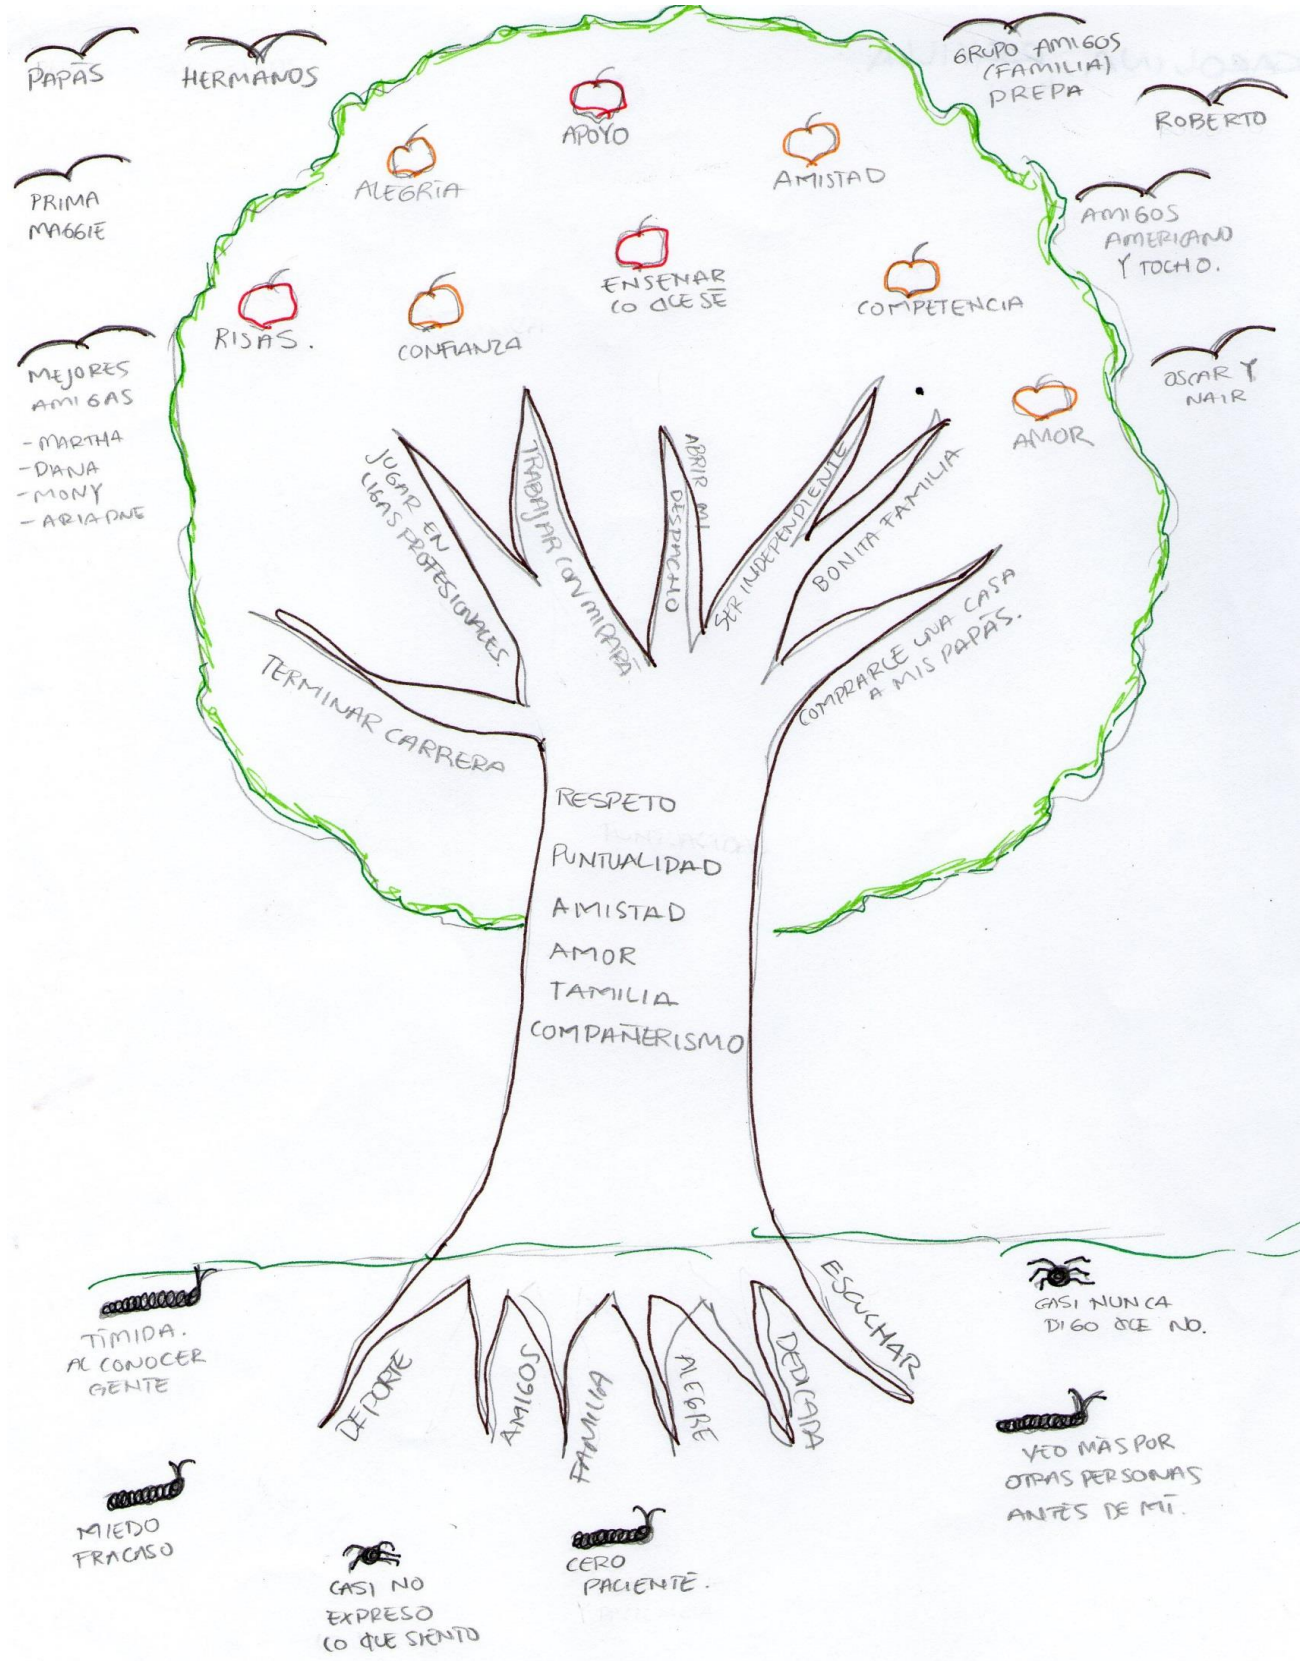 PAPÁS
HERMANOS
GRUPO AMIGOS
(FAMILIA)
PREPA
ROBERTO
PRIMA
MAGGIE
APOYO
ALEGRÍA
AMISTAD
AMIGOS
AMERICANO
Y TOCHO.
ENSEÑAR
LO QUE SÉ
RISAS.
CONFIANZA
COMPETENCIA
MEJORES
AMIGAS
- MARTHA
- DIANA
- MONY
- ARIADNE
OSCAR Y
NAIR
AMOR
JUGAR EN
LIGAS PROFESIONALES.
TRABAJAR CON MI PAPÁ
ABRIR MI
DESPACHO
SER INDEPENDIENTE
BONITA FAMILIA
COMPRARLE UNA CASA
A MIS PAPÁS.
TERMINAR CARRERA
RESPETO
PUNTUALIDAD
AMISTAD
AMOR
FAMILIA
COMPAÑERISMO
DEPORTE
AMIGOS
FAMILIA
ALEGRE
DEDICADA
ESCUCHAR
TÍMIDA.
AL CONOCER
GENTE
CASI NUNCA
DIGO QUE NO.
MIEDO
FRACASO
VEO MÁS POR
OTRAS PERSONAS
ANTES DE MÍ.
CASI NO
EXPRESO
LO QUE SIENTO
CERO
PACIENTE.